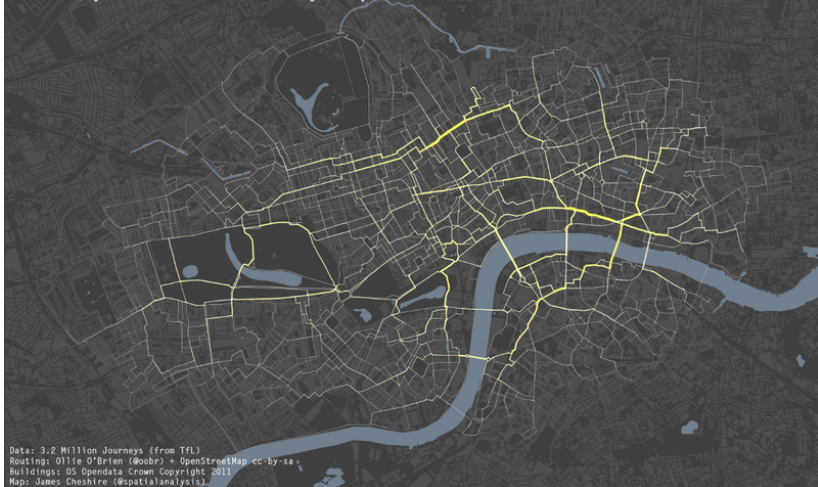 Data: 3.2 Million Journeys (from TfL)
Routing: Ollie O'Brien (@oobr) + OpenStreetMap cc-by-sa
Buildings: OS Opendata Crown Copyright 2011
Map: James Cheshire (@spatialanalysis)